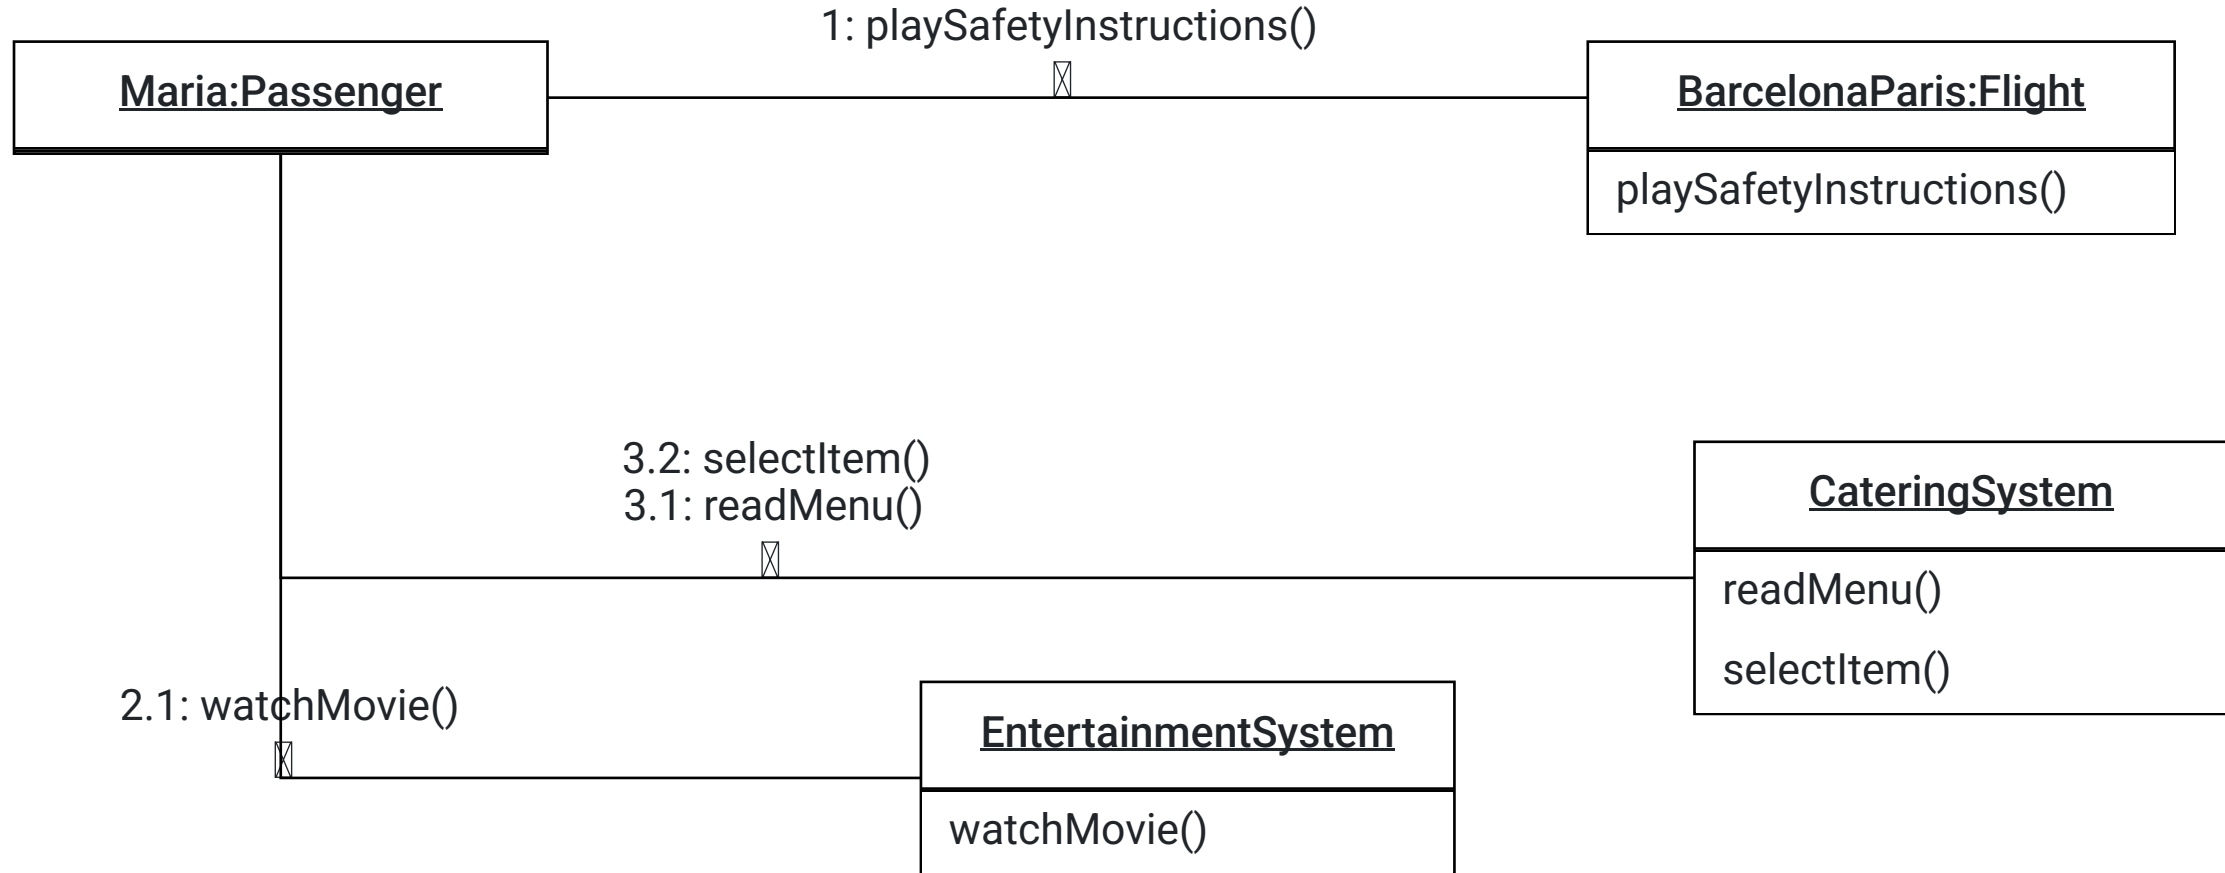 1: playSafetyInstructions()
Maria:Passenger
BarcelonaParis:Flight
playSafetyInstructions()
3.2: selectItem()
3.1: readMenu()
CateringSystem
readMenu()
selectItem()
2.1: watchMovie()
EntertainmentSystem
watchMovie()